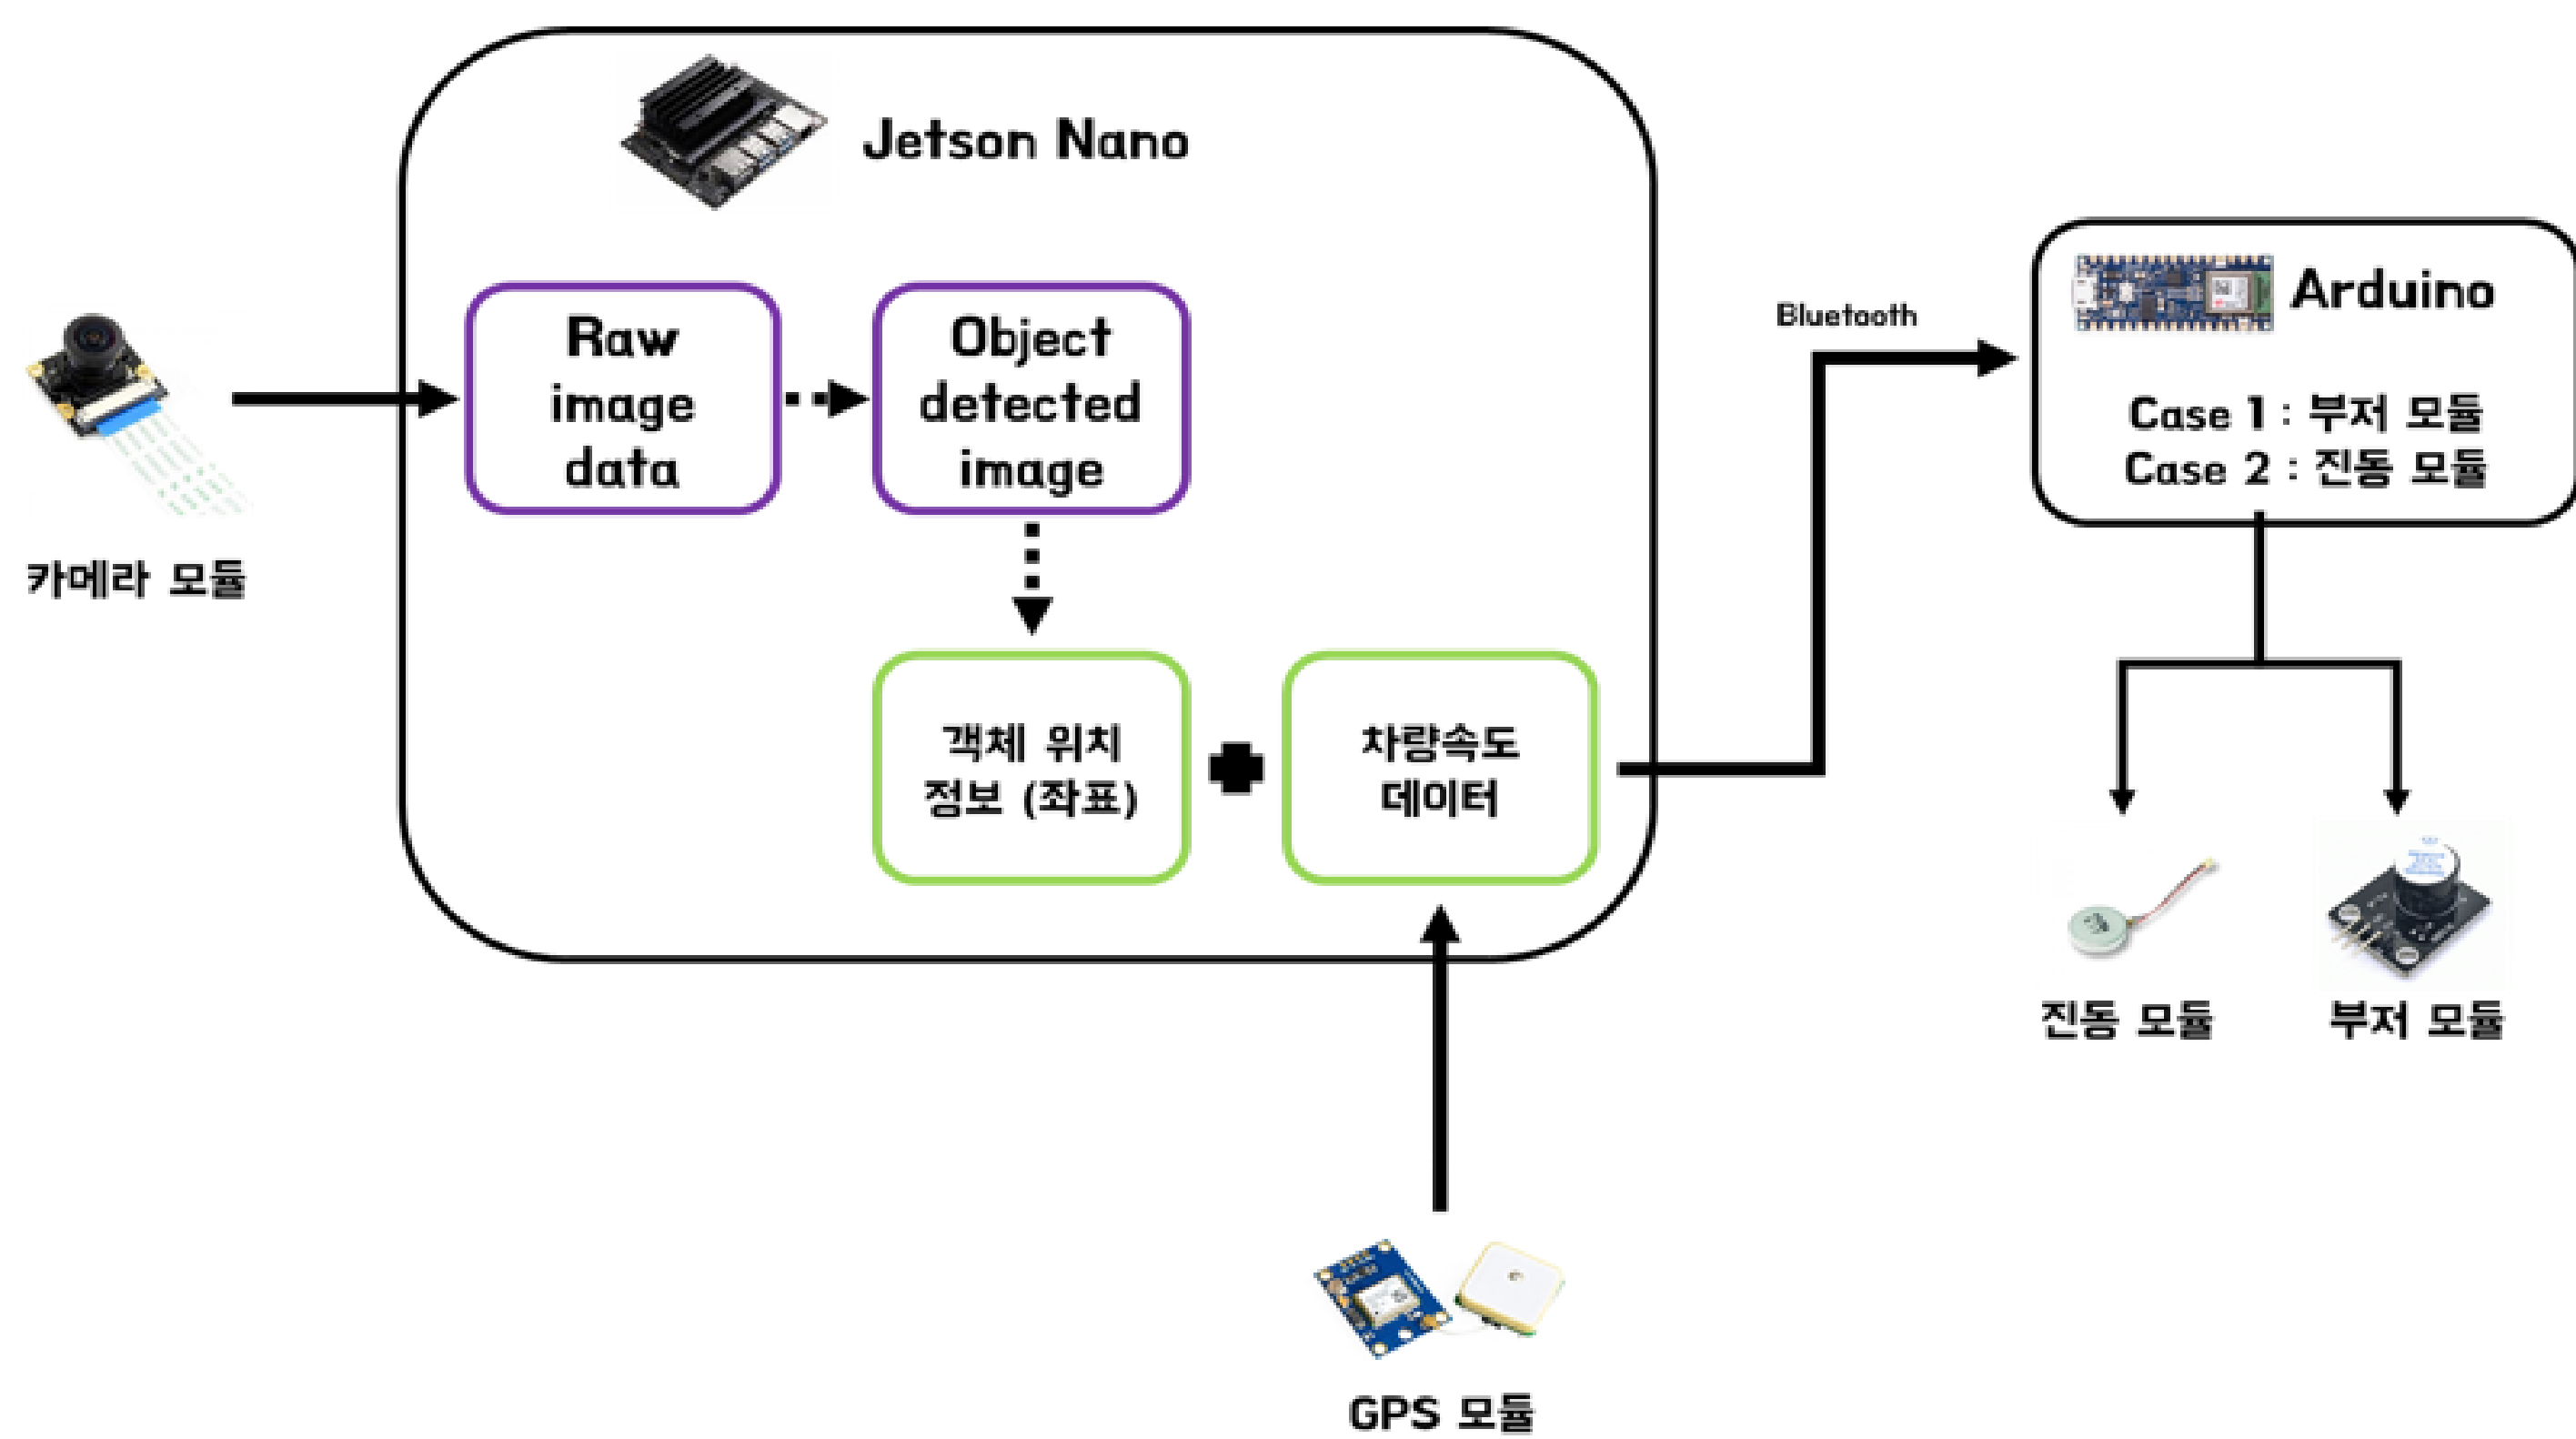 Jetson Nano
Raw
image
data
Object
detected
image
카메라 모듈
객체 위치
정보 (좌표)
차량속도
데이터
Bluetooth
Arduino
Case 1 : 부저 모듈
Case 2 : 진동 모듈
진동 모듈
부저 모듈
GPS 모듈